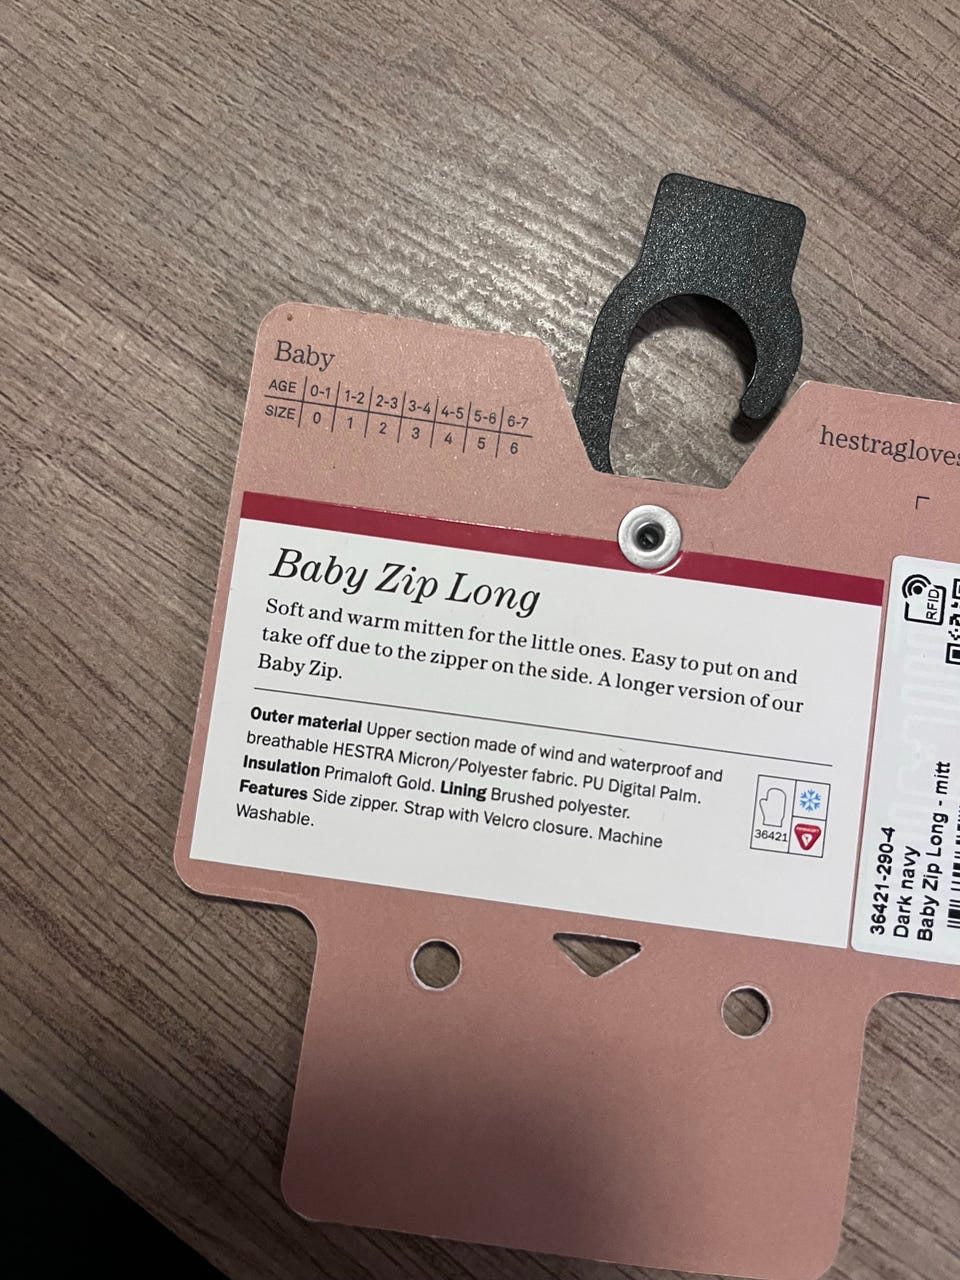 Baby
AGE 0-1 1-2 2-3 3-4 4-5 5-6 6-7
SIZE 0 1 2 3 4 5 6
hestragloves
Baby Zip Long
Soft and warm mitten for the little ones. Easy to put on and
take off due to the zipper on the side. A longer version of our
Baby Zip.
Outer material Upper section made of wind and waterproof and
breathable HESTRA Micron/Polyester fabric. PU Digital Palm.
Insulation Primaloft Gold. Lining Brushed polyester.
Features Side zipper. Strap with Velcro closure. Machine
Washable.
36421
RFID
36421-290-4
Dark navy
Baby Zip Long - mitt